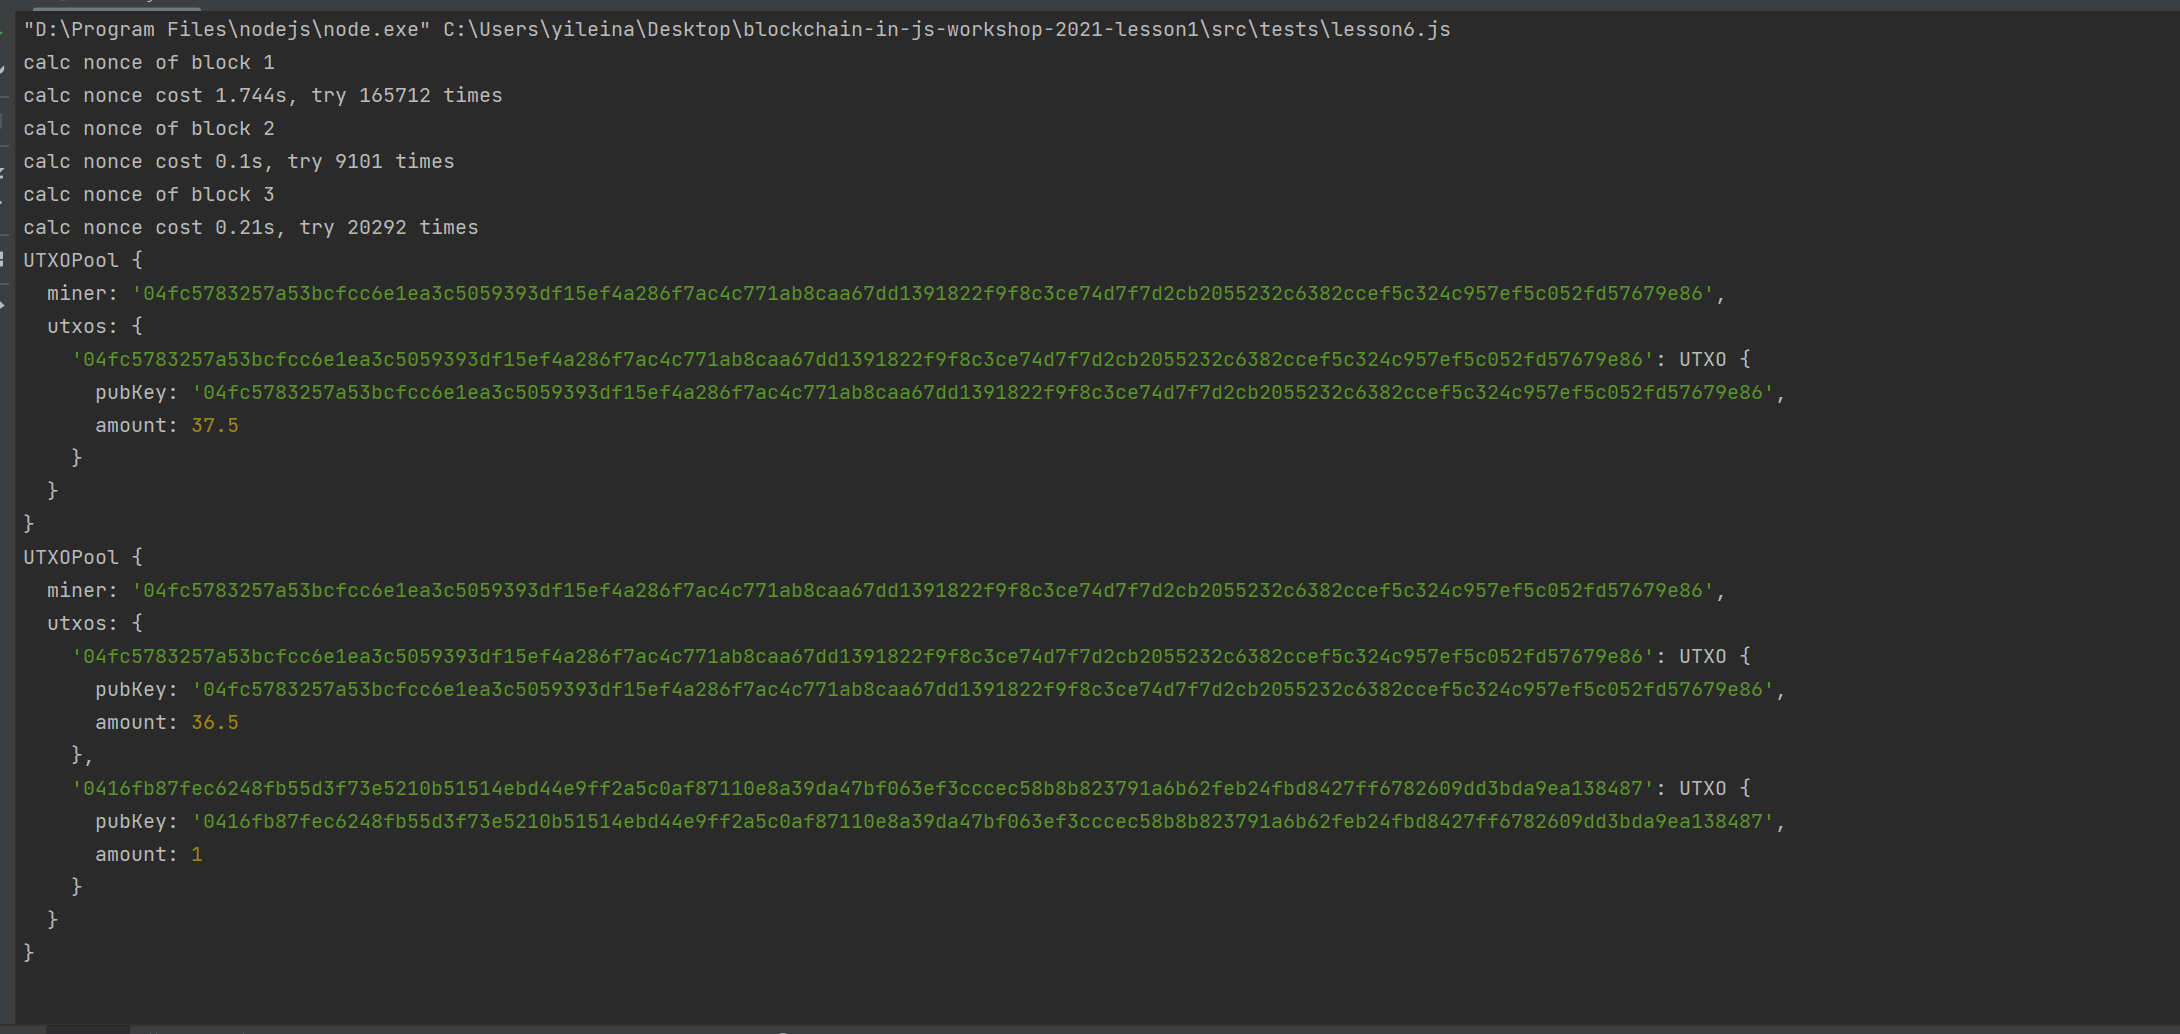 "D:\Program Files\nodejs\node.exe" C:\Users\yileina\Desktop\blockchain-in-js-workshop-2021-lesson1\src\tests\lesson6.js
calc nonce of block 1
calc nonce cost 1.744s, try 165712 times
calc nonce of block 2
calc nonce cost 0.1s, try 9101 times
calc nonce of block 3
calc nonce cost 0.21s, try 20292 times
UTXOPool {
  miner: '04fc5783257a53bcfcc6e1ea3c5059393df15ef4a286f7ac4c771ab8caa67dd1391822f9f8c3ce74d7f7d2cb2055232c6382ccef5c324c957ef5c052fd57679e86',
  utxos: {
    '04fc5783257a53bcfcc6e1ea3c5059393df15ef4a286f7ac4c771ab8caa67dd1391822f9f8c3ce74d7f7d2cb2055232c6382ccef5c324c957ef5c052fd57679e86': UTXO {
      pubKey: '04fc5783257a53bcfcc6e1ea3c5059393df15ef4a286f7ac4c771ab8caa67dd1391822f9f8c3ce74d7f7d2cb2055232c6382ccef5c324c957ef5c052fd57679e86',
      amount: 37.5
    }
  }
}
UTXOPool {
  miner: '04fc5783257a53bcfcc6e1ea3c5059393df15ef4a286f7ac4c771ab8caa67dd1391822f9f8c3ce74d7f7d2cb2055232c6382ccef5c324c957ef5c052fd57679e86',
  utxos: {
    '04fc5783257a53bcfcc6e1ea3c5059393df15ef4a286f7ac4c771ab8caa67dd1391822f9f8c3ce74d7f7d2cb2055232c6382ccef5c324c957ef5c052fd57679e86': UTXO {
      pubKey: '04fc5783257a53bcfcc6e1ea3c5059393df15ef4a286f7ac4c771ab8caa67dd1391822f9f8c3ce74d7f7d2cb2055232c6382ccef5c324c957ef5c052fd57679e86',
      amount: 36.5
    },
    '0416fb87fec6248fb55d3f73e5210b51514ebd44e9ff2a5c0af87110e8a39da47bf063ef3cccec58b8b823791a6b62feb24fbd8427ff6782609dd3bda9ea138487': UTXO {
      pubKey: '0416fb87fec6248fb55d3f73e5210b51514ebd44e9ff2a5c0af87110e8a39da47bf063ef3cccec58b8b823791a6b62feb24fbd8427ff6782609dd3bda9ea138487',
      amount: 1
    }
  }
}